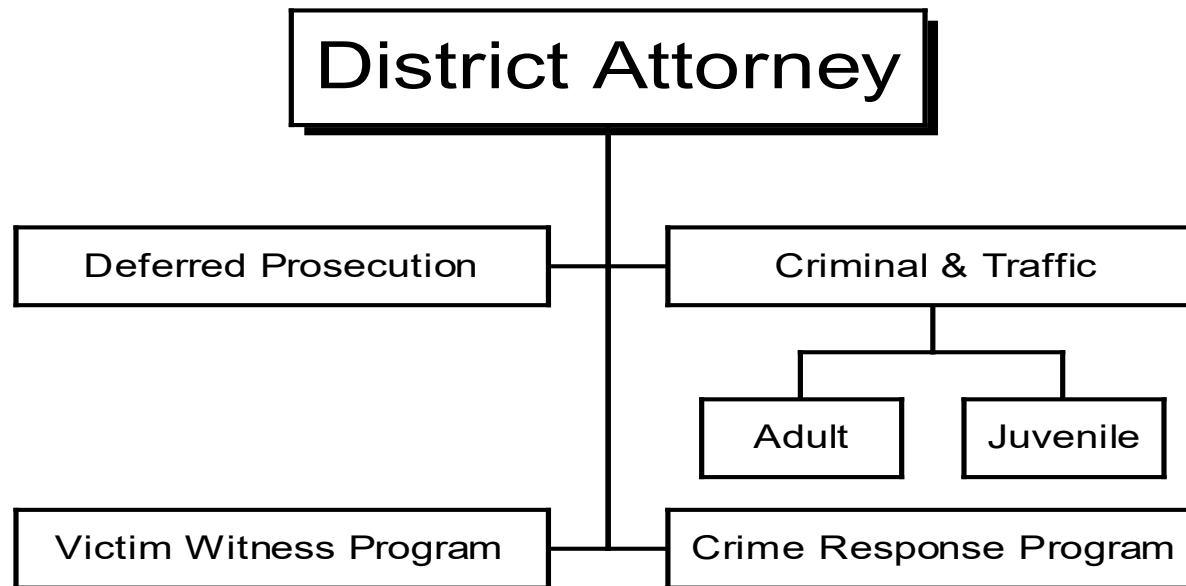 District Attorney
Deferred Prosecution
Criminal & Traffic
Adult
Juvenile
Victim Witness Program
Crime Response Program